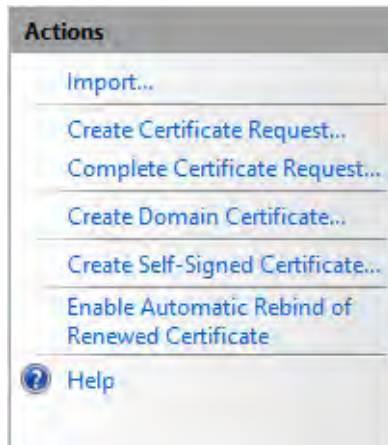 Actions
Import...
Create Certificate Request...
Complete Certificate Request...
Create Domain Certificate...
Create Self-Signed Certificate...
Enable Automatic Rebind of
Renewed Certificate
Help